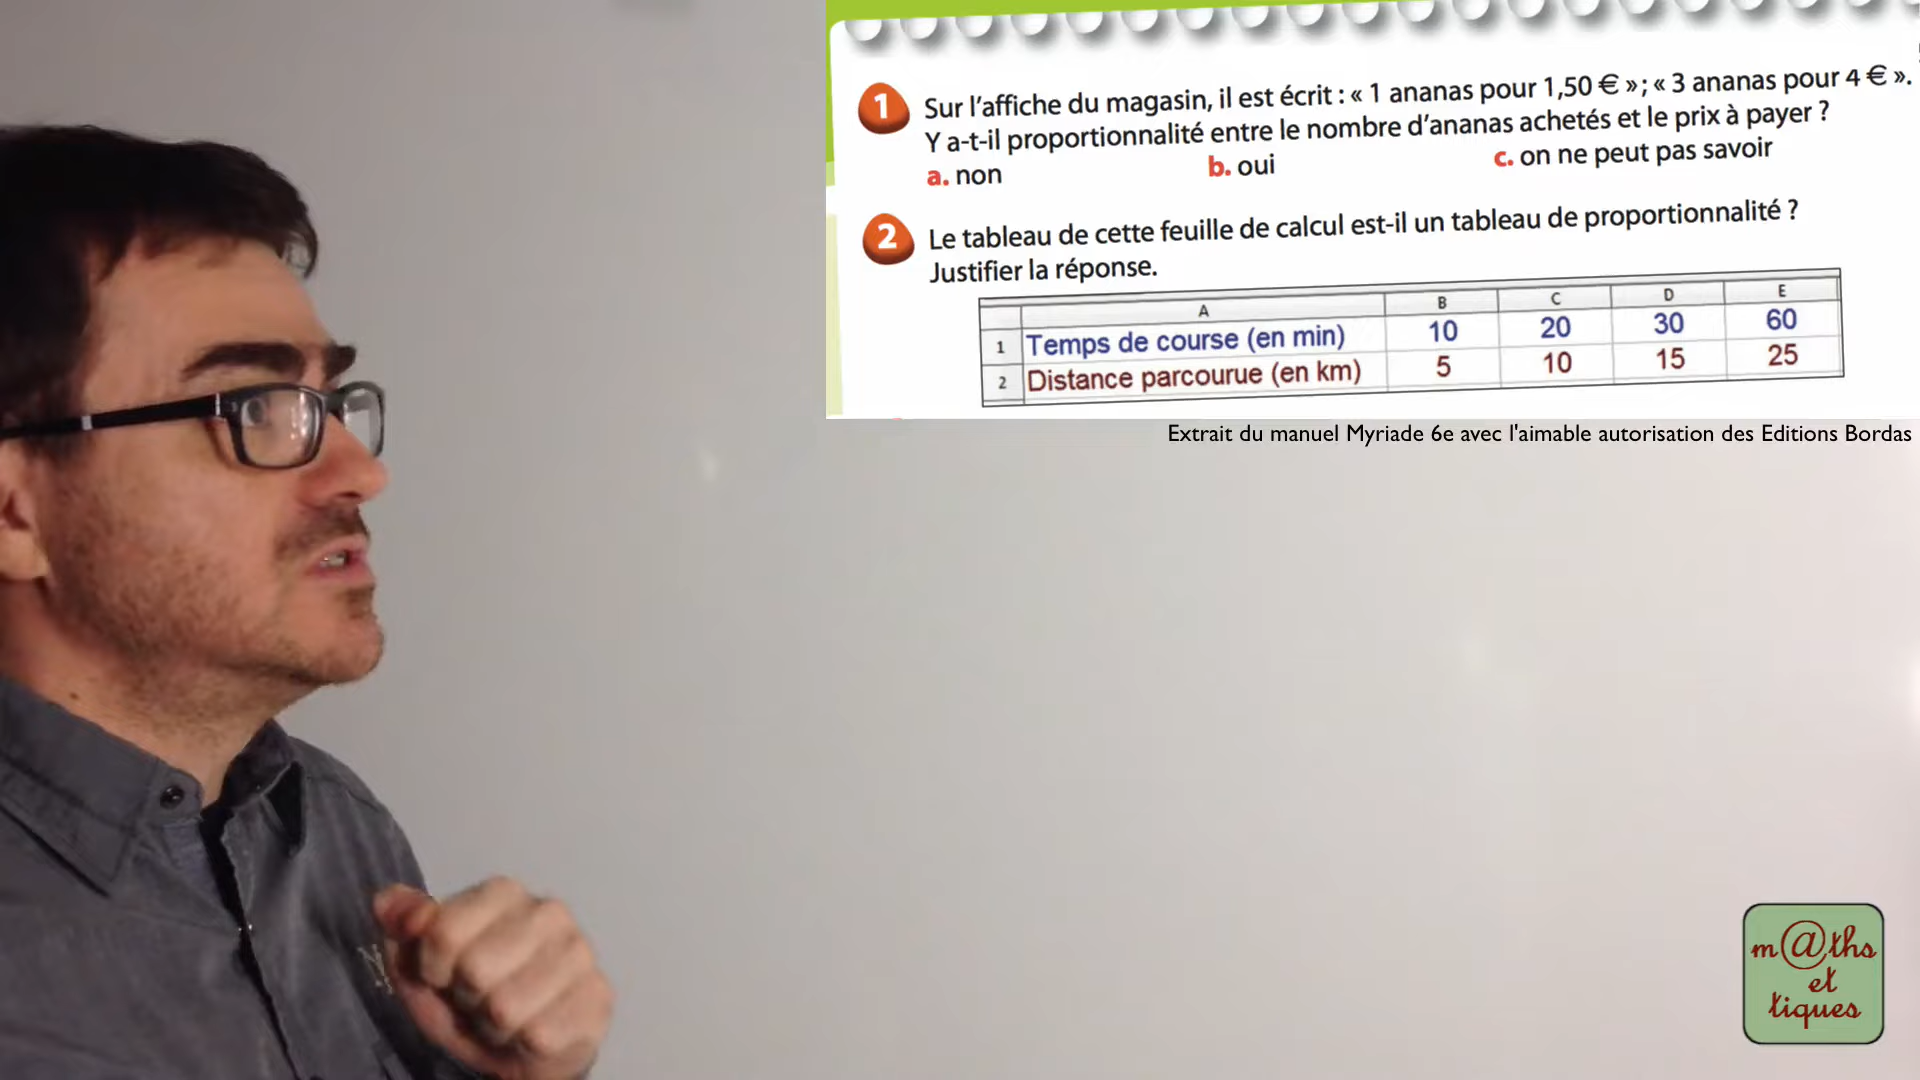 1 Sur l'affiche du magasin, il est écrit : « 1 ananas pour 1,50 € » ; « 3 ananas pour 4 € ».
Y a-t-il proportionnalité entre le nombre d'ananas achetés et le prix à payer ?
a. non b. oui c. on ne peut pas savoir
2 Le tableau de cette feuille de calcul est-il un tableau de proportionnalité ?
Justifier la réponse.
A B C D E
1 Temps de course (en min) 10 20 30 60
2 Distance parcourue (en km) 5 10 15 25
Extrait du manuel Myriade 6e avec l'aimable autorisation des Editions Bordas
m@ths
et
tiques